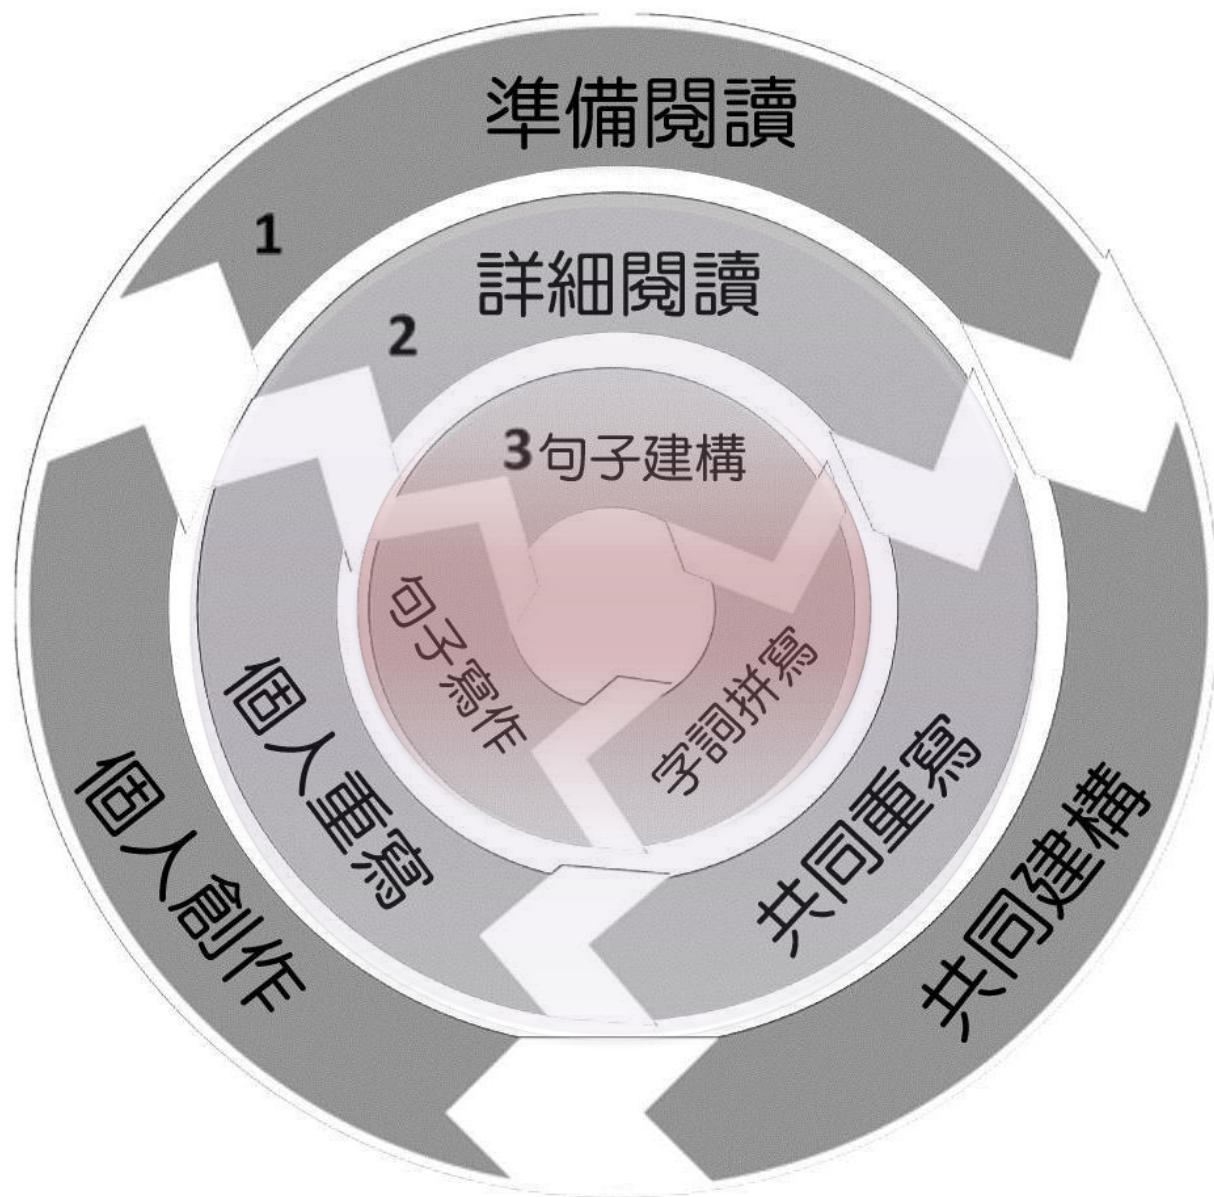 準備閱讀
1
詳細閱讀
2
3 句子建構
句子寫作
字詞拼寫
個人重寫
共同重寫
個人創作
共同建構